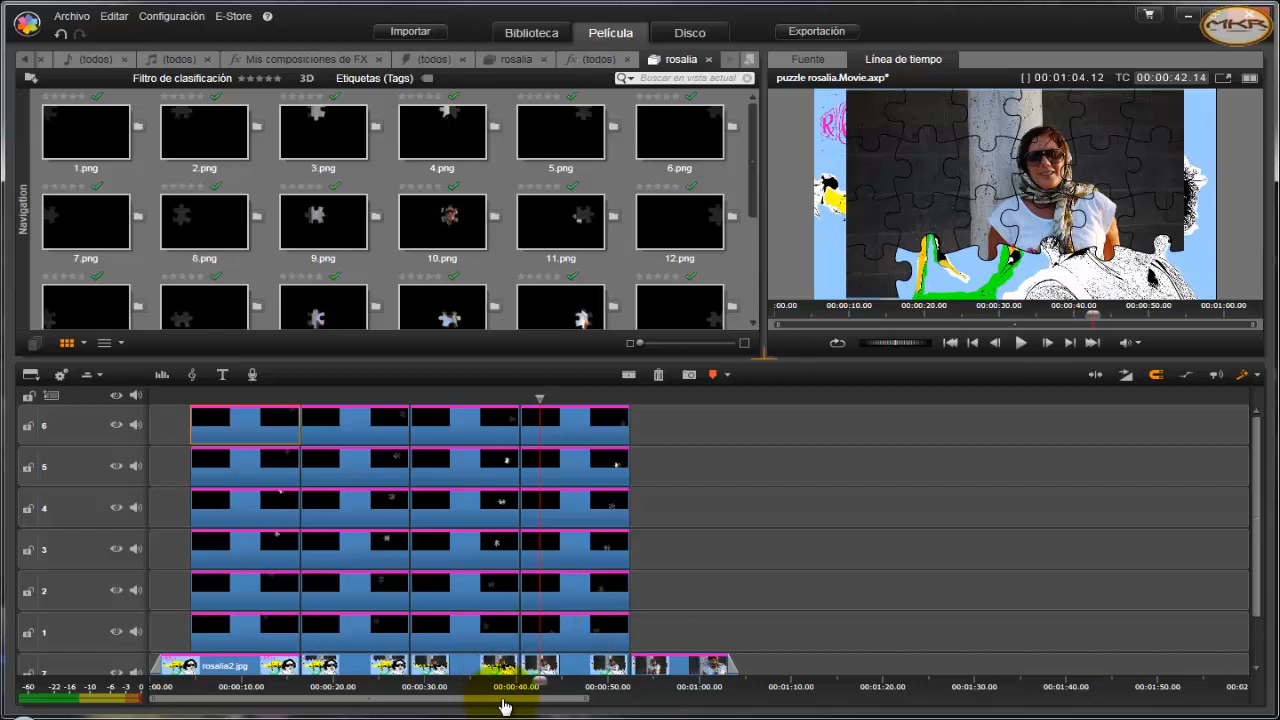 Archivo Editar Configuración E-Store ?
MKR
Importar Biblioteca Película Disco Exportación
(todos) (todos) Mis composiciones de FX (todos) rosalia (todos) rosalia
Fuente Línea de tiempo
Filtro de clasificación 3D Etiquetas (Tags) Buscar en vista actual
puzzle rosalia.Movie.axp* [ ] 00:01:04.12 TC 00:00:42.14
1.png 2.png 3.png 4.png 5.png 6.png
Navigation
7.png 8.png 9.png 10.png 11.png 12.png
:00.00 00:00:10.00 00:00:20.00 00:00:30.00 00:00:40.00 00:00:50.00 00:01:00.00
6
5
4
3
2
1
7
rosalia2.jpg
-60 -22 -16 -10 -6 -3 0
:00.00 00:00:10.00 00:00:20.00 00:00:30.00 00:00:40.00 00:00:50.00 00:01:00.00 00:01:10.00 00:01:20.00 00:01:30.00 00:01:40.00 00:01:50.00 00:02